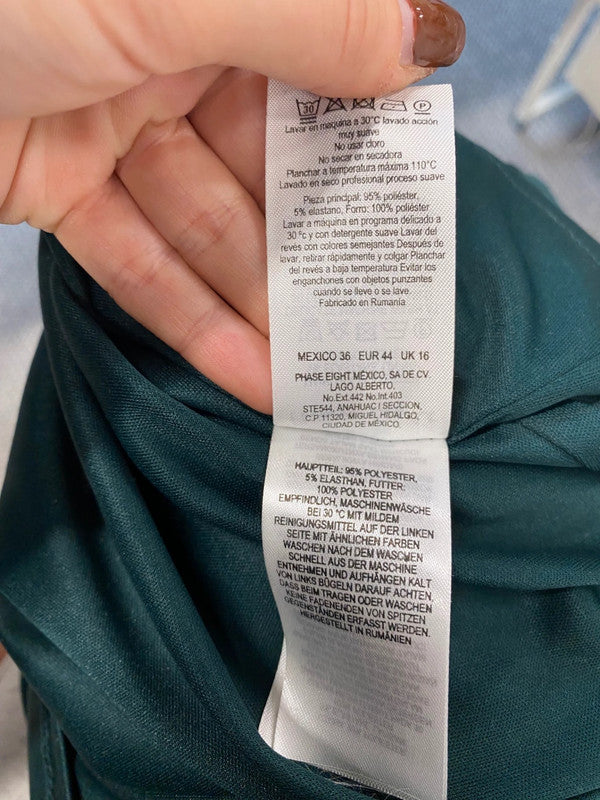 30
Lavar en maquina a 30°C lavado acción
muy suave
No usar cloro
No secar en secadora
Planchar a temperatura máxima 110°C
Lavado en seco profesional proceso suave
Pieza principal: 95% poliéster,
5% elastano, Forro: 100% poliéster
Lavar a máquina en programa delicado a
30 ºc y con detergente suave Lavar del
revés con colores semejantes Después de
lavar, retirar rápidamente y colgar Planchar
del revés a baja temperatura Evitar los
enganchones con objetos punzantes
cuando se lleve o se lave.
Fabricado en Rumanía
MEXICO 36 EUR 44 UK 16
PHASE EIGHT MÉXICO, SA DE CV.
LAGO ALBERTO.
No.Ext.442 No.Int.403
STE544, ANAHUAC I SECCION,
C.P 11320, MIGUEL HIDALGO,
CIUDAD DE MÉXICO.
HAUPTTEIL: 95% POLYESTER,
5% ELASTHAN, FUTTER:
100% POLYESTER
EMPFINDLICH, MASCHINENWÄSCHE
BEI 30 °C MIT MILDEM
REINIGUNGSMITTEL AUF DER LINKEN
SEITE MIT ÄHNLICHEN FARBEN
WASCHEN NACH DEM WASCHEN
SCHNELL AUS DER MASCHINE
ENTNEHMEN UND AUFHÄNGEN KALT
VON LINKS BÜGELN DARAUF ACHTEN,
DASS BEIM TRAGEN ODER WASCHEN
KEINE FADENENDEN VON SPITZEN
GEGENSTÄNDEN ERFASST WERDEN.
HERGESTELLT IN RUMÄNIEN